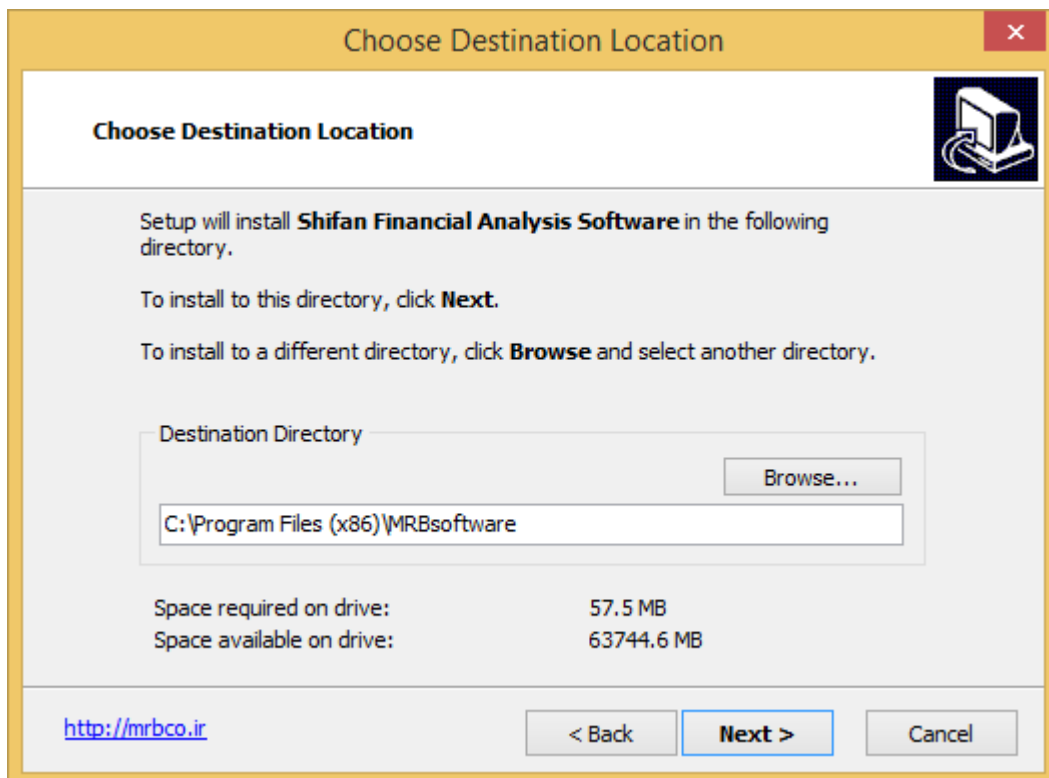 Choose Destination Location
Choose Destination Location
Setup will install Shifan Financial Analysis Software in the following
directory.
To install to this directory, click Next.
To install to a different directory, click Browse and select another directory.
Destination Directory
Browse...
C:\Program Files (x86)\MRBsoftware
Space required on drive: 57.5 MB
Space available on drive: 63744.6 MB
http://mrbco.ir < Back Next > Cancel